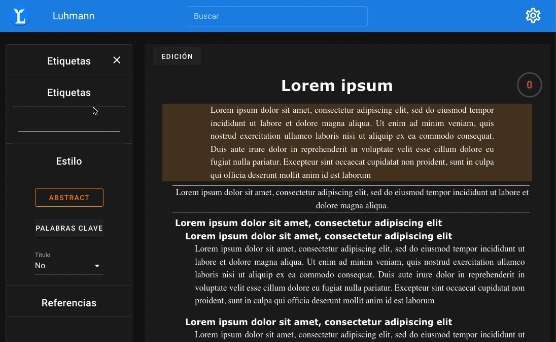 Luhmann
Buscar
Etiquetas
Etiquetas
Estilo
ABSTRACT
PALABRAS CLAVE
Título
No
Referencias
EDICIÓN
Lorem ipsum
0
Lorem ipsum dolor sit amet, consectetur adipiscing elit, sed do eiusmod tempor
incididunt ut labore et dolore magna aliqua. Ut enim ad minim veniam, quis
nostrud exercitation ullamco laboris nisi ut aliquip ex ea commodo consequat.
Duis aute irure dolor in reprehenderit in voluptate velit esse cillum dolore eu
fugiat nulla pariatur. Excepteur sint occaecat cupidatat non proident, sunt in culpa
qui officia deserunt mollit anim id est laborum
Lorem ipsum dolor sit amet, consectetur adipiscing elit, sed do eiusmod tempor incididunt ut labore et
dolore magna aliqua.
Lorem ipsum dolor sit amet, consectetur adipiscing elit
Lorem ipsum dolor sit amet, consectetur adipiscing elit
Lorem ipsum dolor sit amet, consectetur adipiscing elit, sed do eiusmod tempor incididunt ut
labore et dolore magna aliqua. Ut enim ad minim veniam, quis nostrud exercitation ullamco
laboris nisi ut aliquip ex ea commodo consequat. Duis aute irure dolor in reprehenderit in
voluptate velit esse cillum dolore eu fugiat nulla pariatur. Excepteur sint occaecat cupidatat non
proident, sunt in culpa qui officia deserunt mollit anim id est laborum
Lorem ipsum dolor sit amet, consectetur adipiscing elit
Lorem ipsum dolor sit amet, consectetur adipiscing elit, sed do eiusmod tempor incididunt ut